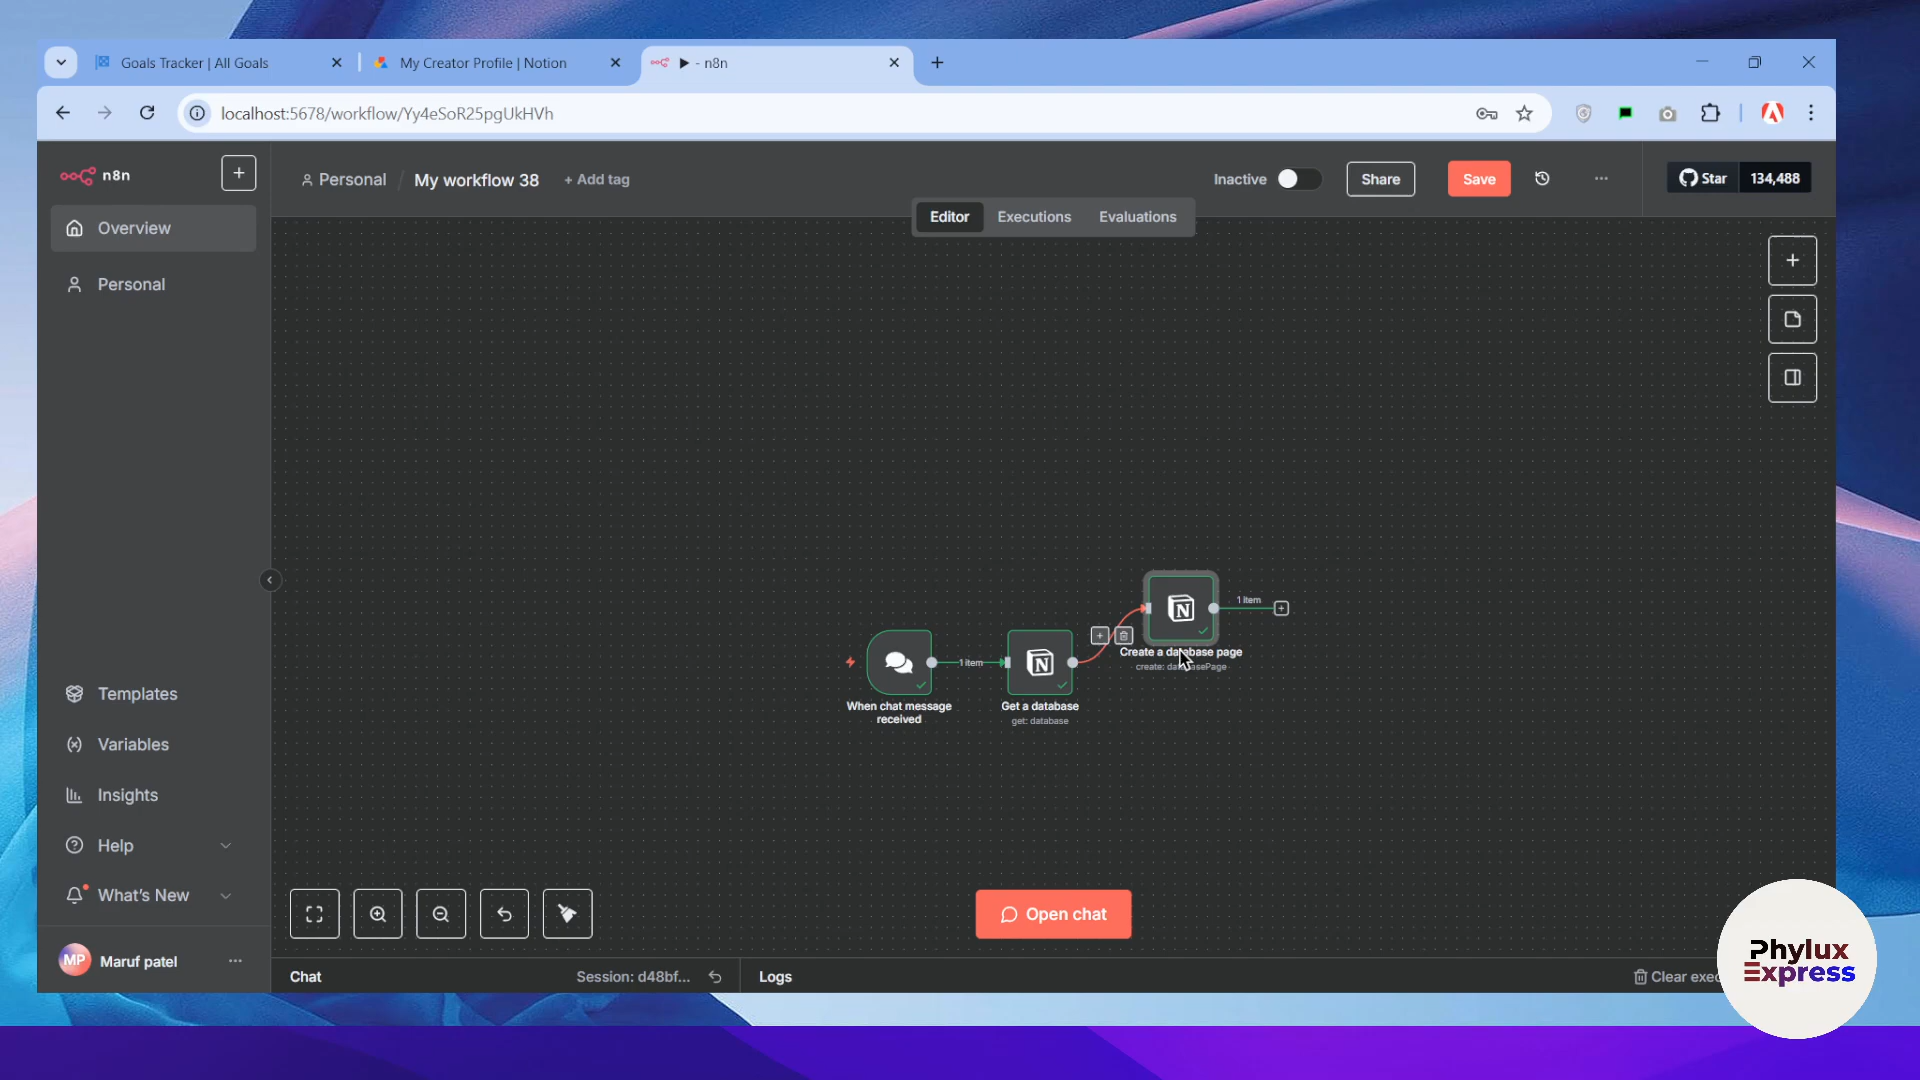 Goals Tracker | All Goals
My Creator Profile | Notion
- n8n
localhost:5678/workflow/Yy4eSoR25pgUkHVh
n8n
Personal / My workflow 38 + Add tag
Inactive
Share
Save
Star 134,488
Editor Executions Evaluations
Overview
Personal
1 item
1 item
Create a database page
create: databasePage
When chat message
received
Get a database
get: database
Templates
Variables
Insights
Help
What's New
Open chat
MP Maruf patel
Chat
Session: d48bf...
Logs
Clear exec
Phylux
Express